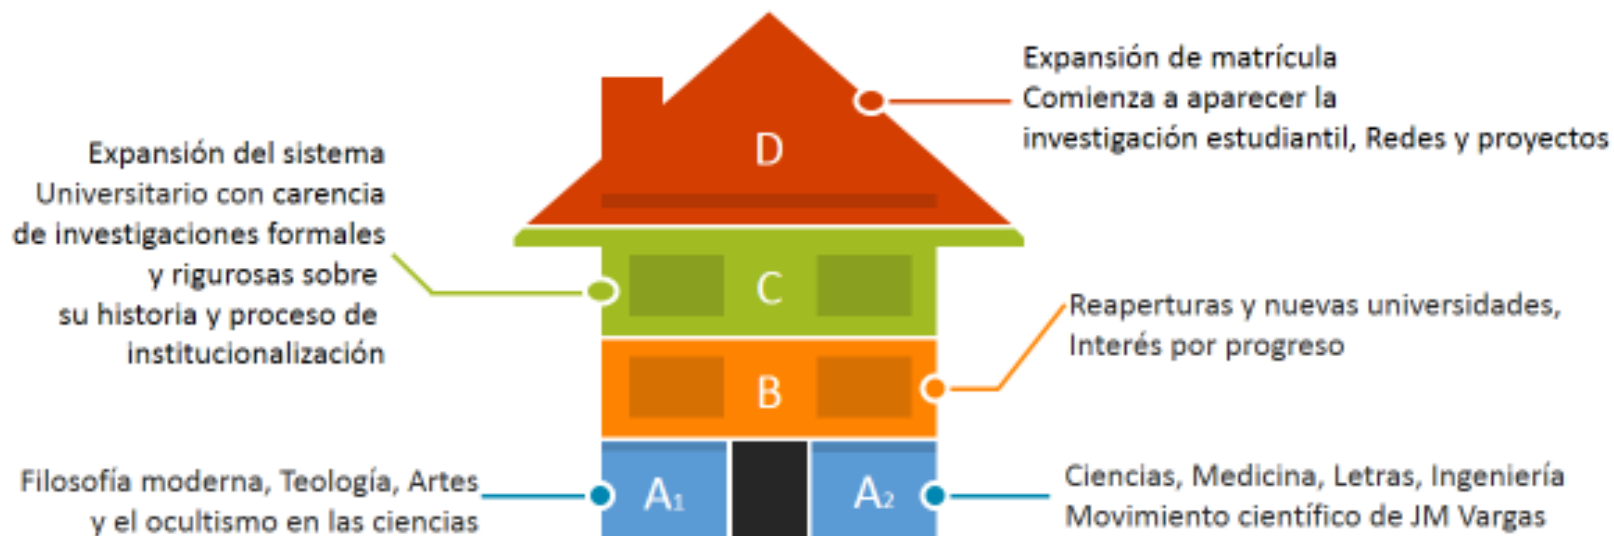 Expansión de matrícula
Comienza a aparecer la
investigación estudiantil, Redes y proyectos
D
Expansión del sistema
Universitario con carencia
de investigaciones formales
y rigurosas sobre
su historia y proceso de
institucionalización
C
Reaperturas y nuevas universidades,
Interés por progreso
B
Filosofía moderna, Teología, Artes
y el ocultismo en las ciencias
A1
A2
Ciencias, Medicina, Letras, Ingeniería
Movimiento científico de JM Vargas